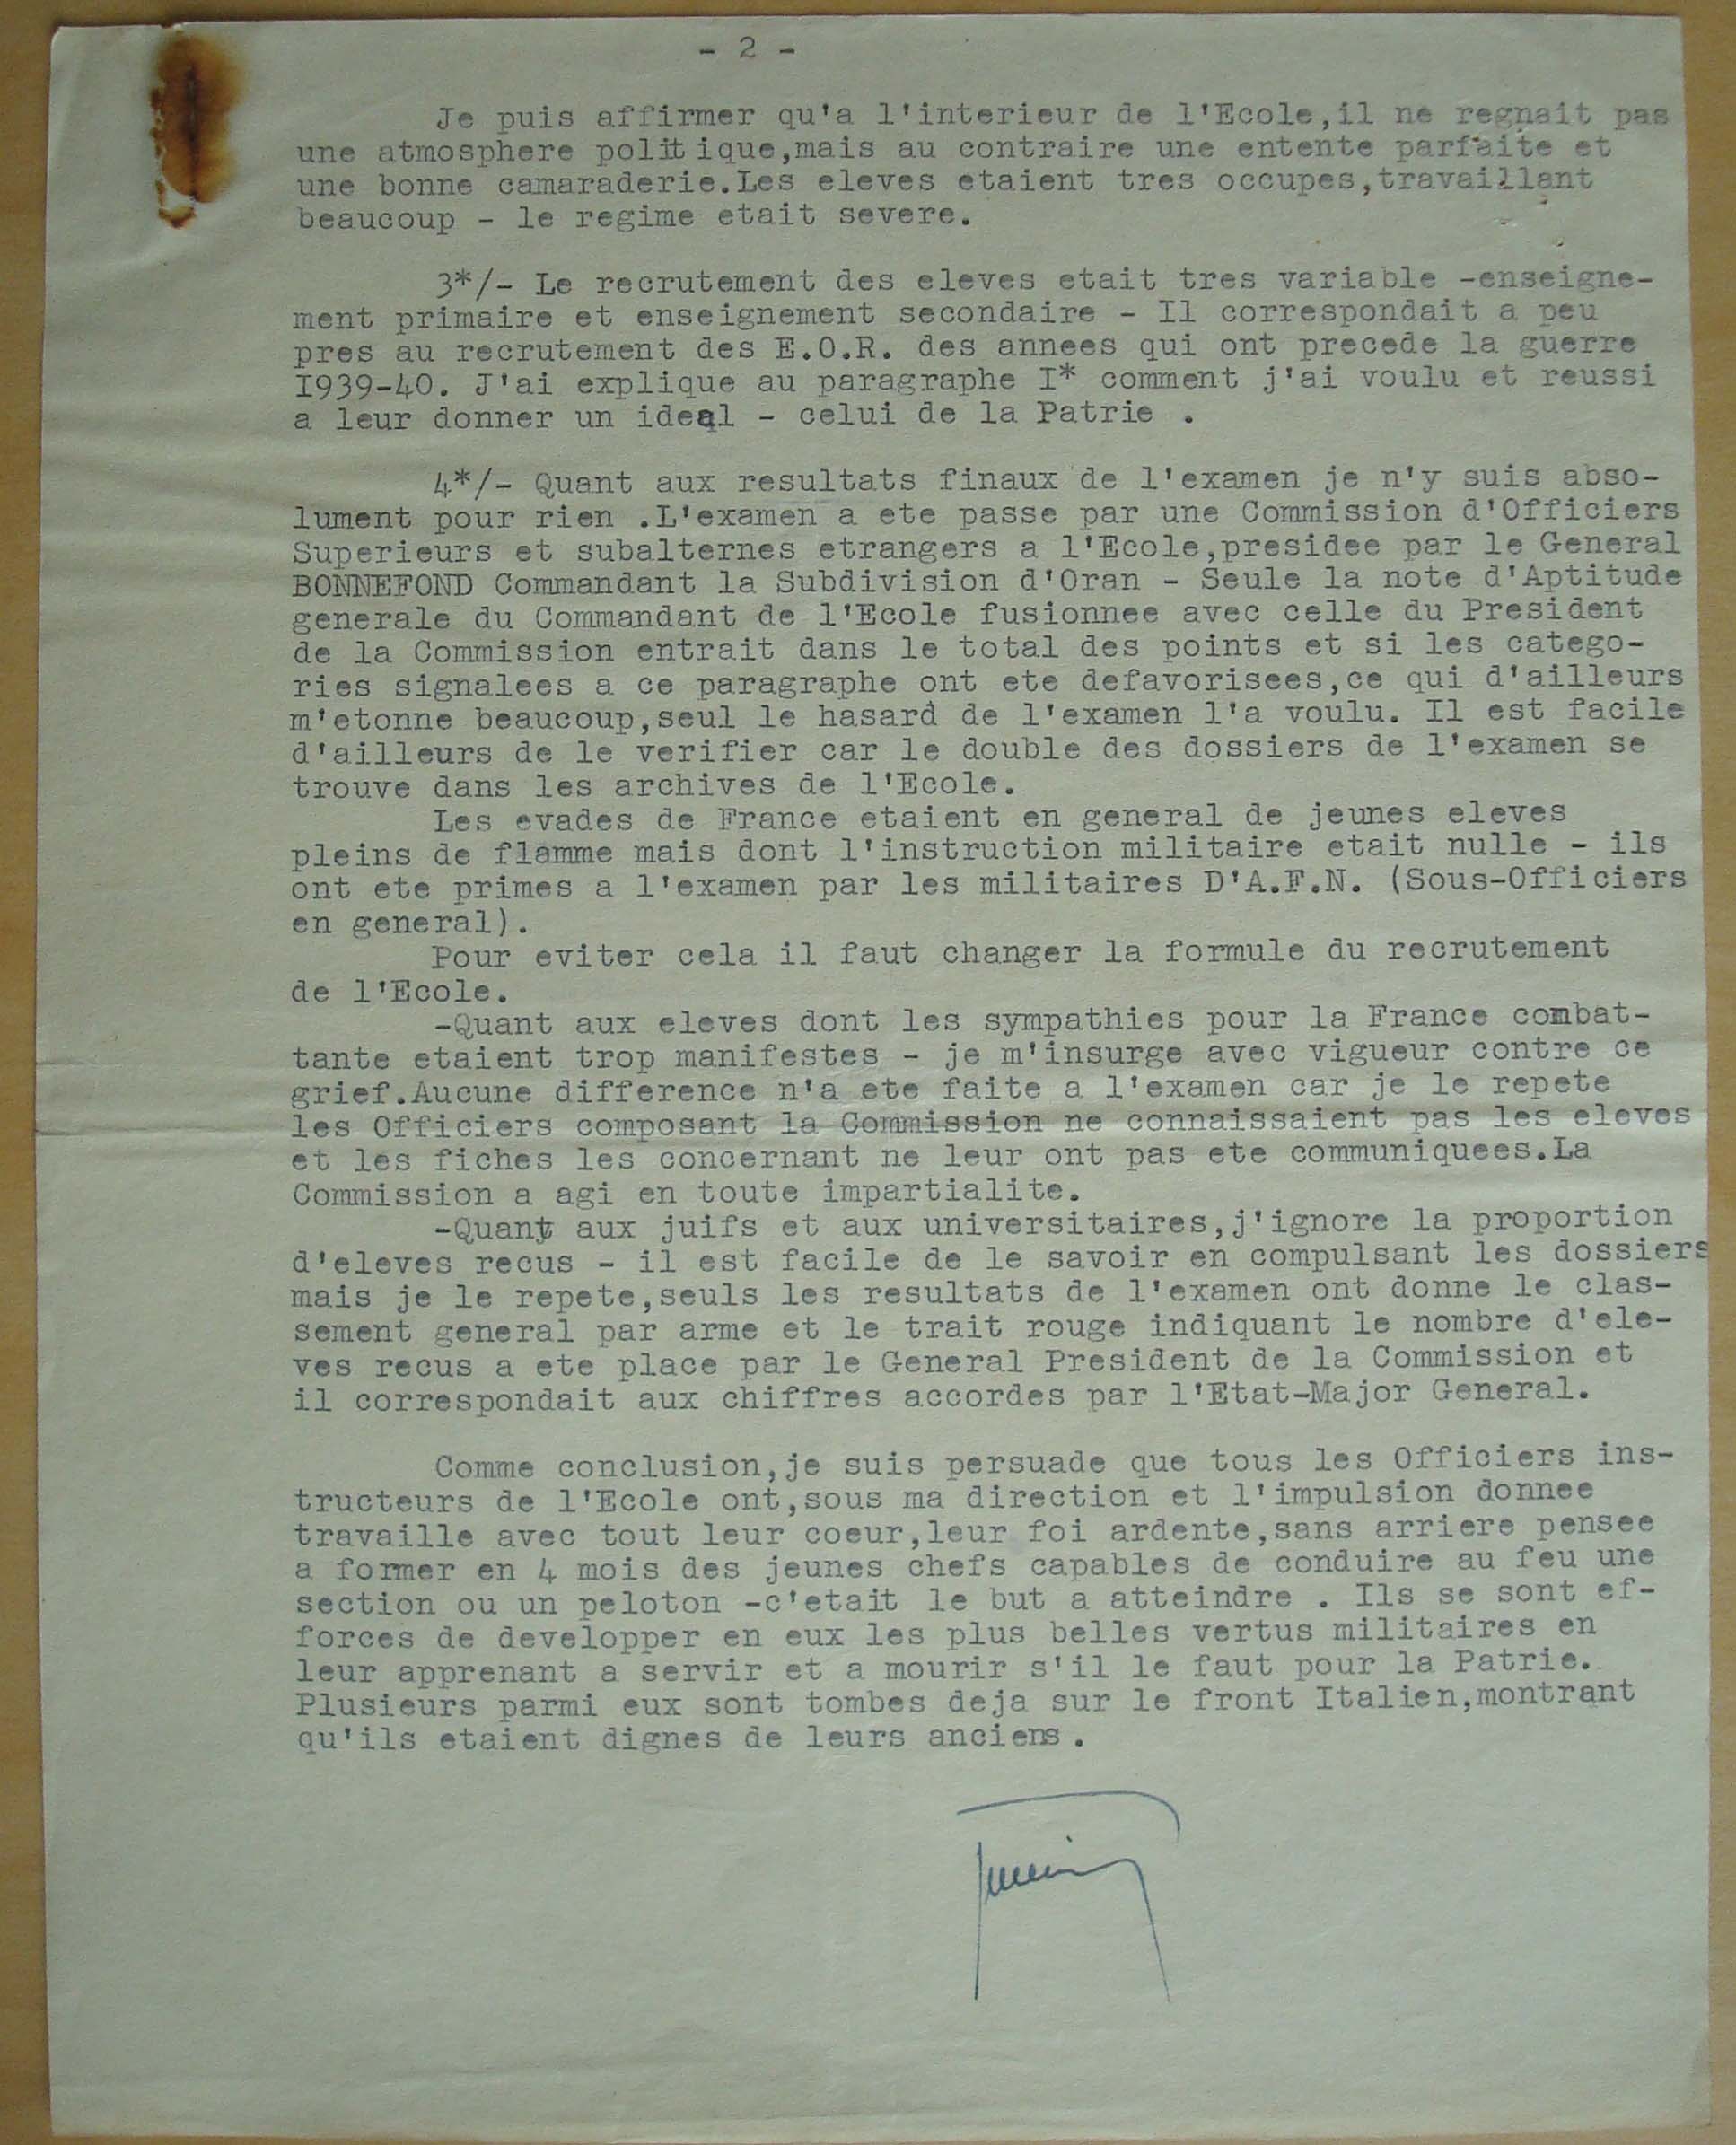 - 2 -
Je puis affirmer qu'a l'interieur de l'Ecole,il ne regnait pas
une atmosphere politique,mais au contraire une entente parfaite et
une bonne camaraderie.Les eleves etaient tres occupes,travaillant
beaucoup - le regime etait severe.
3*/- Le recrutement des eleves etait tres variable -enseigne-
ment primaire et enseignement secondaire - Il correspondait a peu
pres au recrutement des E.O.R. des annees qui ont precede la guerre
I939-40. J'ai explique au paragraphe I* comment j'ai voulu et reussi
a leur donner un ideal - celui de la Patrie .
4*/- Quant aux resultats finaux de l'examen je n'y suis abso-
lument pour rien .L'examen a ete passe par une Commission d'Officiers
Superieurs et subalternes etrangers a l'Ecole,presidee par le General
BONNEFOND Commandant la Subdivision d'Oran - Seule la note d'Aptitude
generale du Commandant de l'Ecole fusionnee avec celle du President
de la Commission entrait dans le total des points et si les catego-
ries signalees a ce paragraphe ont ete defavorisees,ce qui d'ailleurs
m'etonne beaucoup,seul le hasard de l'examen l'a voulu. Il est facile
d'ailleurs de le verifier car le double des dossiers de l'examen se
trouve dans les archives de l'Ecole.
Les evades de France etaient en general de jeunes eleves
pleins de flamme mais dont l'instruction militaire etait nulle - ils
ont ete primes a l'examen par les militaires D'A.F.N. (Sous-Officiers
en general).
Pour eviter cela il faut changer la formule du recrutement
de l'Ecole.
-Quant aux eleves dont les sympathies pour la France combat-
tante etaient trop manifestes - je m'insurge avec vigueur contre ce
grief.Aucune difference n'a ete faite a l'examen car je le repete
les Officiers composant la Commission ne connaissaient pas les eleves
et les fiches les concernant ne leur ont pas ete communiquees.La
Commission a agi en toute impartialite.
-Quant aux juifs et aux universitaires,j'ignore la proportion
d'eleves recus - il est facile de le savoir en compulsant les dossiers
mais je le repete,seuls les resultats de l'examen ont donne le clas-
sement general par arme et le trait rouge indiquant le nombre d'ele-
ves recus a ete place par le General President de la Commission et
il correspondait aux chiffres accordes par l'Etat-Major General.
Comme conclusion,je suis persuade que tous les Officiers ins-
tructeurs de l'Ecole ont,sous ma direction et l'impulsion donnee
travaille avec tout leur coeur,leur foi ardente,sans arriere pensee
a former en 4 mois des jeunes chefs capables de conduire au feu une
section ou un peloton -c'etait le but a atteindre . Ils se sont ef-
forces de developper en eux les plus belles vertus militaires en
leur apprenant a servir et a mourir s'il le faut pour la Patrie.
Plusieurs parmi eux sont tombes deja sur le front Italien,montrant
qu'ils etaient dignes de leurs anciens.